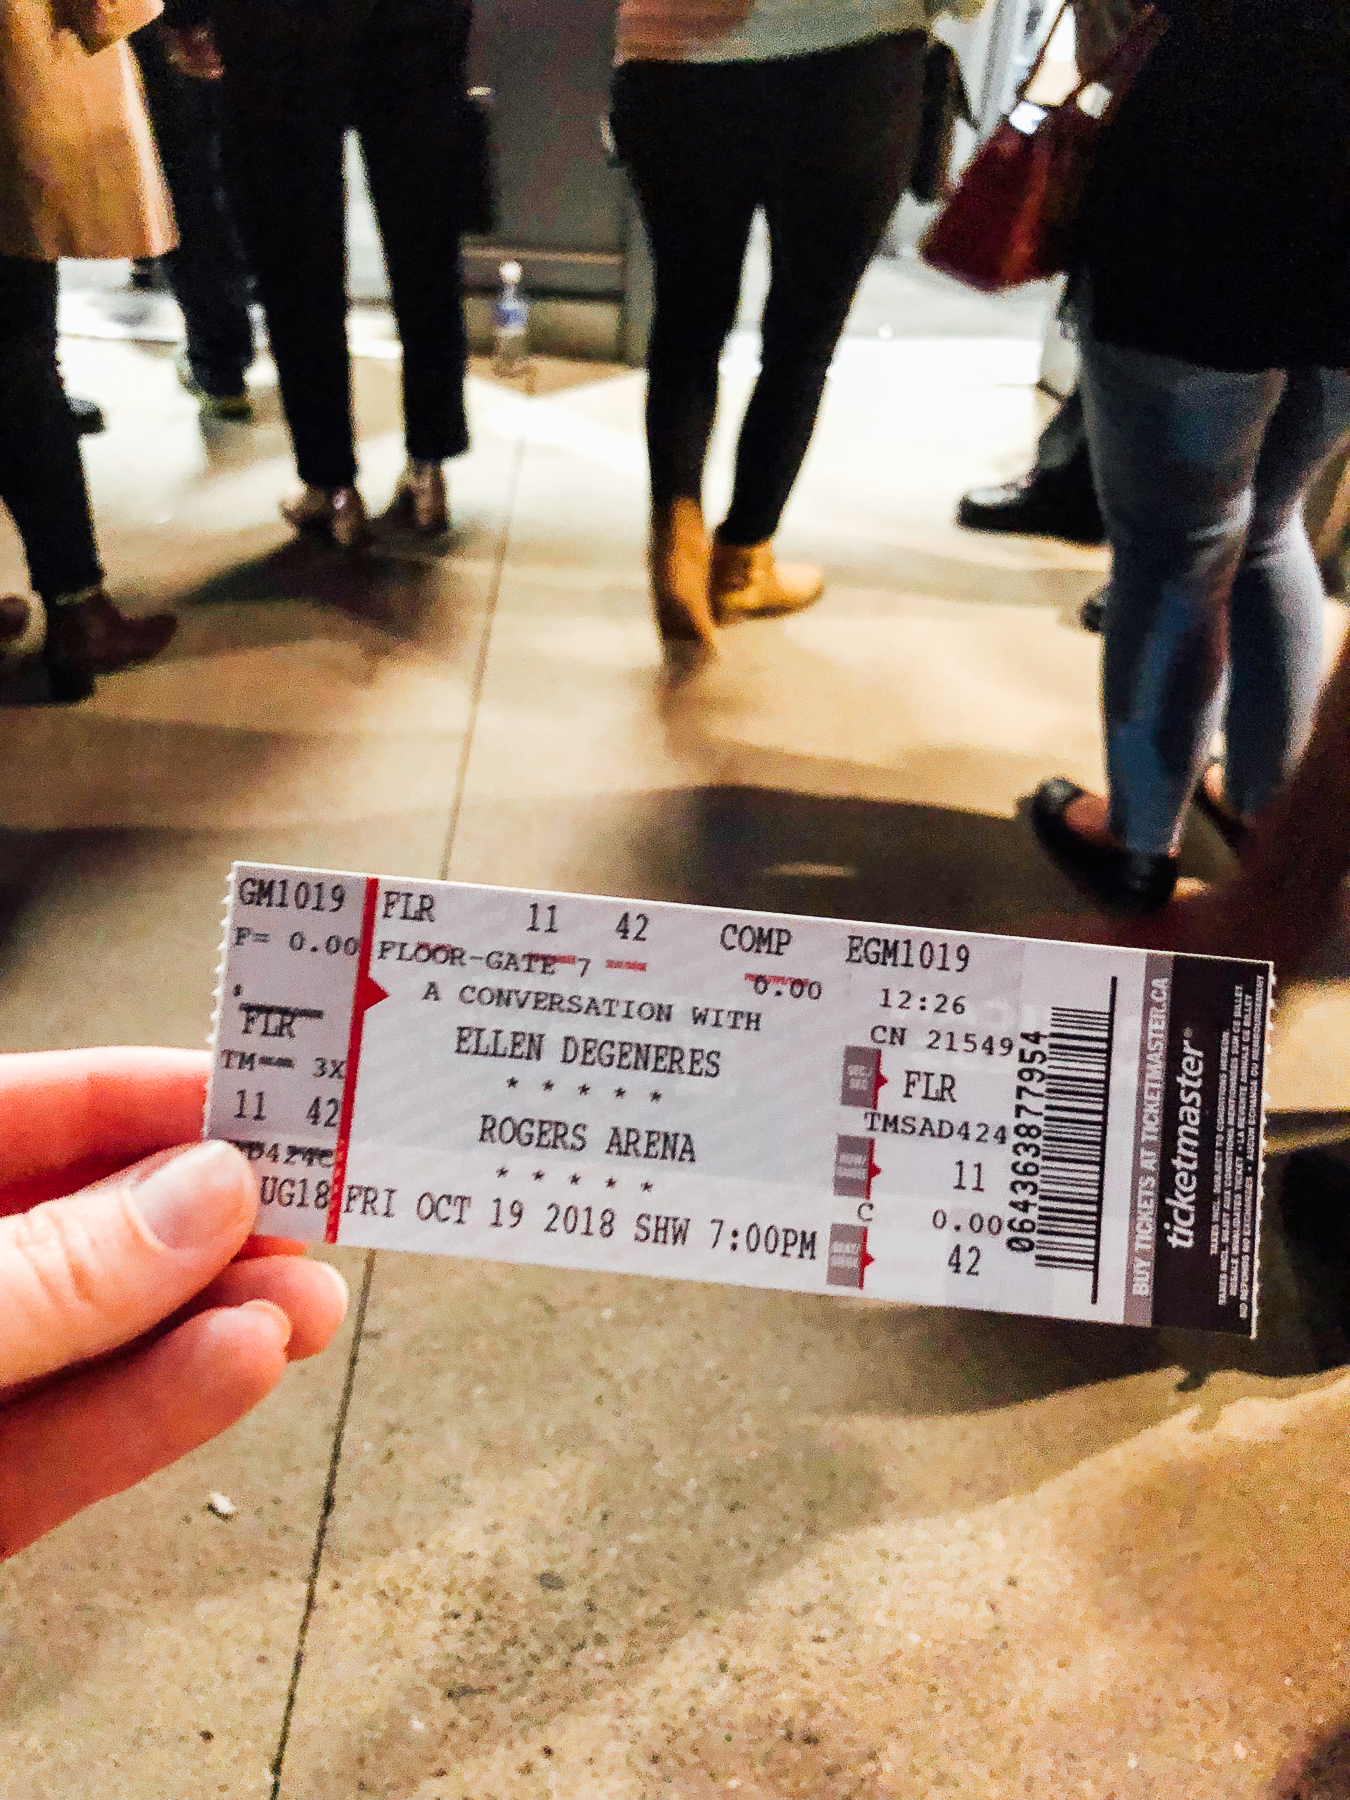 GM1019
F= 0.00
FLR
TM 3X
11 42
UG18
FLR 11 42 COMP EGM1019
FLOOR-GATE 7 0.00 12:26
A CONVERSATION WITH
ELLEN DEGENERES
* * * * *
ROGERS ARENA
* * * * *
FRI OCT 19 2018 SHW 7:00PM
CN 21549
FLR
TMSAD424
11
C 0.00
42
064363877954
BUY TICKETS AT TICKETMASTER.CA
ticketmaster®